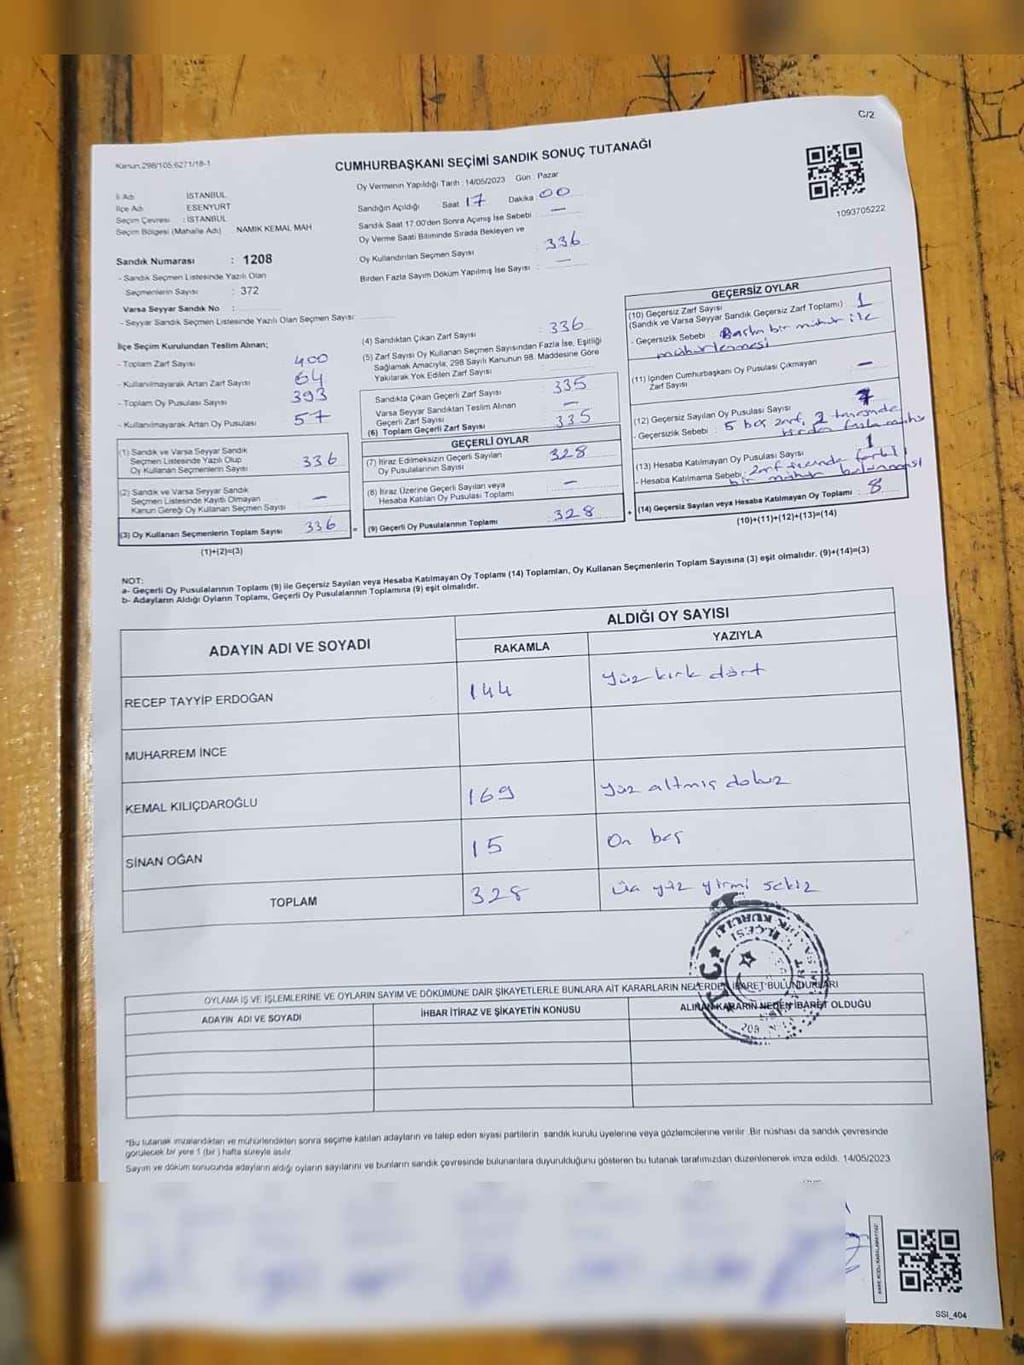 C/2
Kanun 298/105,6271/18-1
CUMHURBAŞKANI SEÇİMİ SANDIK SONUÇ TUTANAĞI
1093705222
İl Adı : İSTANBUL
İlçe Adı : ESENYURT
Seçim Çevresi : İSTANBUL
Seçim Bölgesi (Mahalle Adı) NAMIK KEMAL MAH
Sandık Numarası : 1208
- Sandık Seçmen Listesinde Yazılı Olan
Seçmenlerin Sayısı : 372
Varsa Seyyar Sandık No :
- Seyyar Sandık Seçmen Listesinde Yazılı Olan Seçmen Sayısı :
Oy Vermenin Yapıldığı Tarih : 14/05/2023 Gün : Pazar
Sandığın Açıldığı : Saat 17 Dakika 00
Sandık Saat 17:00'den Sonra Açılmış İse Sebebi : —
Oy Verme Saati Bitiminde Sırada Bekleyen ve
Oy Kullandırılan Seçmen Sayısı : 336
Birden Fazla Sayım Döküm Yapılmış İse Sayısı : —
İlçe Seçim Kurulundan Teslim Alınan;
- Toplam Zarf Sayısı : 400
- Kullanılmayarak Artan Zarf Sayısı : 64
- Toplam Oy Pusulası Sayısı : 393
- Kullanılmayarak Artan Oy Pusulası : 57
(1) Sandık ve Varsa Seyyar Sandık
Seçmen Listesinde Yazılı Olup
Oy Kullanan Seçmenlerin Sayısı : 336
(2) Sandık ve Varsa Seyyar Sandık
Seçmen Listesinde Kayıtlı Olmayan
Kanun Gereği Oy Kullanan Seçmen Sayısı : —
(3) Oy Kullanan Seçmenlerin Toplam Sayısı : 336
(1)+(2)=(3)
(4) Sandıktan Çıkan Zarf Sayısı : 336
(5) Zarf Sayısı Oy Kullanan Seçmen Sayısından Fazla İse, Eşitliği
Sağlamak Amacıyla, 298 Sayılı Kanunun 98. Maddesine Göre
Yakılarak Yok Edilen Zarf Sayısı :
Sandıkta Çıkan Geçerli Zarf Sayısı : 335
Varsa Seyyar Sandıktan Teslim Alınan
Geçerli Zarf Sayısı : —
(6) Toplam Geçerli Zarf Sayısı : 335
GEÇERLİ OYLAR
(7) İtiraz Edilmeksizin Geçerli Sayılan
Oy Pusulalarının Sayısı : 328
(8) İtiraz Üzerine Geçerli Sayılan veya
Hesaba Katılan Oy Pusulası Toplamı : —
= (9) Geçerli Oy Pusulalarının Toplamı : 328
GEÇERSİZ OYLAR
(10) Geçersiz Zarf Sayısı
(Sandık ve Varsa Seyyar Sandık Geçersiz Zarf Toplamı) : 1
- Geçersizlik Sebebi : Başka bir mühür ile
mühürlenmesi
(11) İçinden Cumhurbaşkanı Oy Pusulası Çıkmayan
Zarf Sayısı : —
(12) Geçersiz Sayılan Oy Pusulası Sayısı
- Geçersizlik Sebebi : 5 boş zarf, 2 tanesinde
fazla mühür
(13) Hesaba Katılmayan Oy Pusulası Sayısı : 1
- Hesaba Katılmama Sebebi : zarf üzerinde farklı
bir mühür bulunması
+ (14) Geçersiz Sayılan veya Hesaba Katılmayan Oy Toplamı : 8
(10)+(11)+(12)+(13)=(14)
NOT:
a- Geçerli Oy Pusulalarının Toplamı (9) ile Geçersiz Sayılan veya Hesaba Katılmayan Oy Toplamı (14) Toplamları, Oy Kullanan Seçmenlerin Toplam Sayısına (3) eşit olmalıdır. (9)+(14)=(3)
b- Adayların Aldığı Oyların Toplamı, Geçerli Oy Pusulalarının Toplamına (9) eşit olmalıdır.
ADAYIN ADI VE SOYADI
ALDIĞI OY SAYISI
RAKAMLA YAZIYLA
RECEP TAYYİP ERDOĞAN 144 Yüz kırk dört
MUHARREM İNCE
KEMAL KILIÇDAROĞLU 169 Yüz altmış dokuz
SİNAN OĞAN 15 On beş
TOPLAM 328 Üç yüz yirmi sekiz
T.C.
OYLAMA İŞ VE İŞLEMLERİNE VE OYLARIN SAYIM VE DÖKÜMÜNE DAİR ŞİKAYETLERLE BUNLARA AİT KARARLARIN NELERDEN İBARET BULUNDUKLARI
ADAYIN ADI VE SOYADI İHBAR İTİRAZ VE ŞİKAYETİN KONUSU ALINAN KARARIN NEDEN İBARET OLDUĞU
*Bu tutanak imzalandıktan ve mühürlendikten sonra seçime katılan adayların ve talep eden siyasi partilerin sandık kurulu üyelerine veya gözlemcilerine verilir. Bir nüshası da sandık çevresinde
görülecek bir yere 1 (bir) hafta süreyle asılır.
Sayım ve döküm sonucunda adayların aldığı oyların sayılarını ve bunların sandık çevresinde bulunanlara duyurulduğunu gösteren bu tutanak tarafımızdan düzenlenerek imza edildi. 14/05/2023
SSİ_404